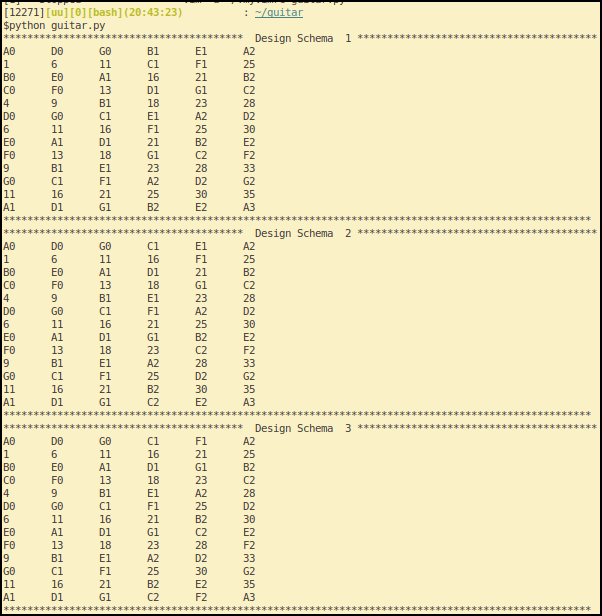 [12271][uu][0][bash](20:43:23) : ~/guitar
$python guitar.py
**************************************** Design Schema 1 ****************************************
A0 D0 G0 B1 E1 A2
1 6 11 C1 F1 25
B0 E0 A1 16 21 B2
C0 F0 13 D1 G1 C2
4 9 B1 18 23 28
D0 G0 C1 E1 A2 D2
6 11 16 F1 25 30
E0 A1 D1 21 B2 E2
F0 13 18 G1 C2 F2
9 B1 E1 23 28 33
G0 C1 F1 A2 D2 G2
11 16 21 25 30 35
A1 D1 G1 B2 E2 A3
**************************************************************************************************
**************************************** Design Schema 2 ****************************************
A0 D0 G0 C1 E1 A2
1 6 11 16 F1 25
B0 E0 A1 D1 21 B2
C0 F0 13 18 G1 C2
4 9 B1 E1 23 28
D0 G0 C1 F1 A2 D2
6 11 16 21 25 30
E0 A1 D1 G1 B2 E2
F0 13 18 23 C2 F2
9 B1 E1 A2 28 33
G0 C1 F1 25 D2 G2
11 16 21 B2 30 35
A1 D1 G1 C2 E2 A3
**************************************************************************************************
**************************************** Design Schema 3 ****************************************
A0 D0 G0 C1 F1 A2
1 6 11 16 21 25
B0 E0 A1 D1 G1 B2
C0 F0 13 18 23 C2
4 9 B1 E1 A2 28
D0 G0 C1 F1 25 D2
6 11 16 21 B2 30
E0 A1 D1 G1 C2 E2
F0 13 18 23 28 F2
9 B1 E1 A2 D2 33
G0 C1 F1 25 30 G2
11 16 21 B2 E2 35
A1 D1 G1 C2 F2 A3
**************************************************************************************************